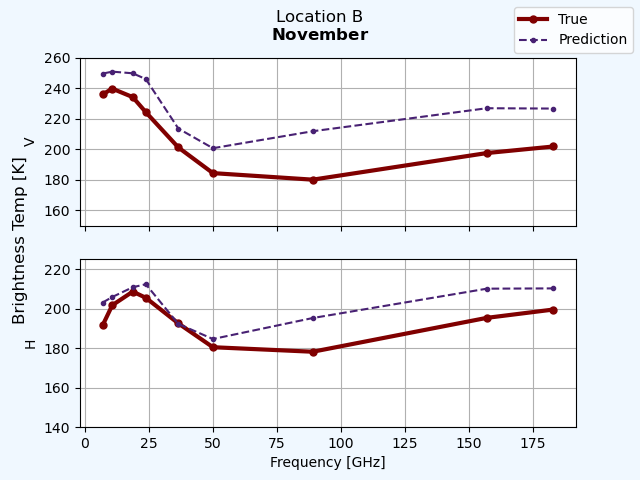 Location B
November
True
Prediction
260
240
220
200
180
160
V
Brightness Temp [K]
220
200
180
160
140
H
0
25
50
75
100
125
150
175
Frequency [GHz]